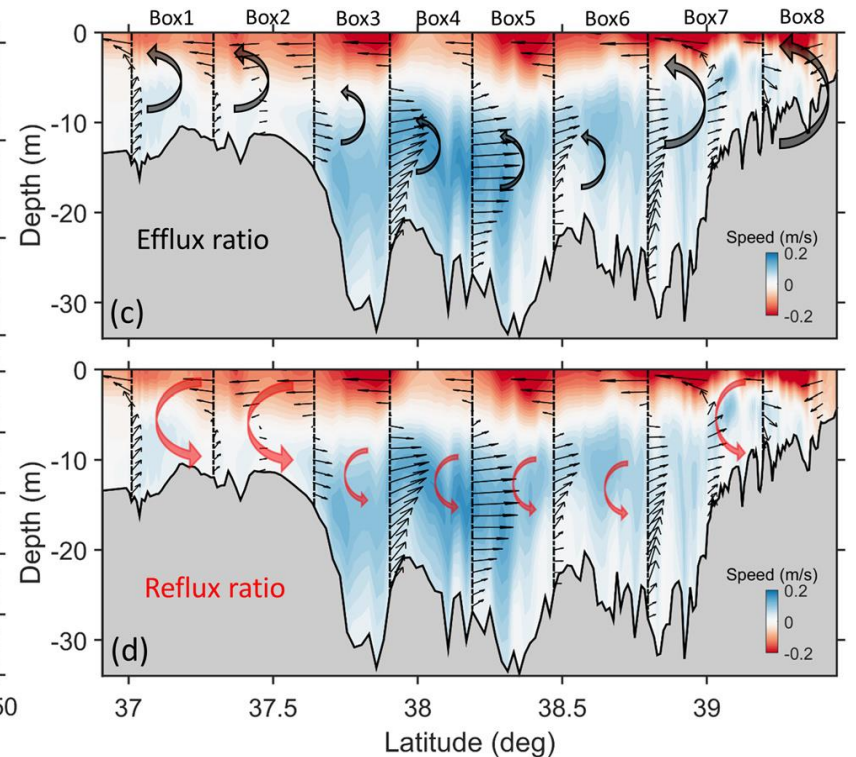 Box1 Box2 Box3 Box4 Box5 Box6 Box7 Box8
0
-10
-20
-30
Depth (m)
Efflux ratio
Speed (m/s)
0.2
0
-0.2
(c)
0
-10
-20
-30
Depth (m)
Reflux ratio
Speed (m/s)
0.2
0
-0.2
(d)
50
37 37.5 38 38.5 39
Latitude (deg)